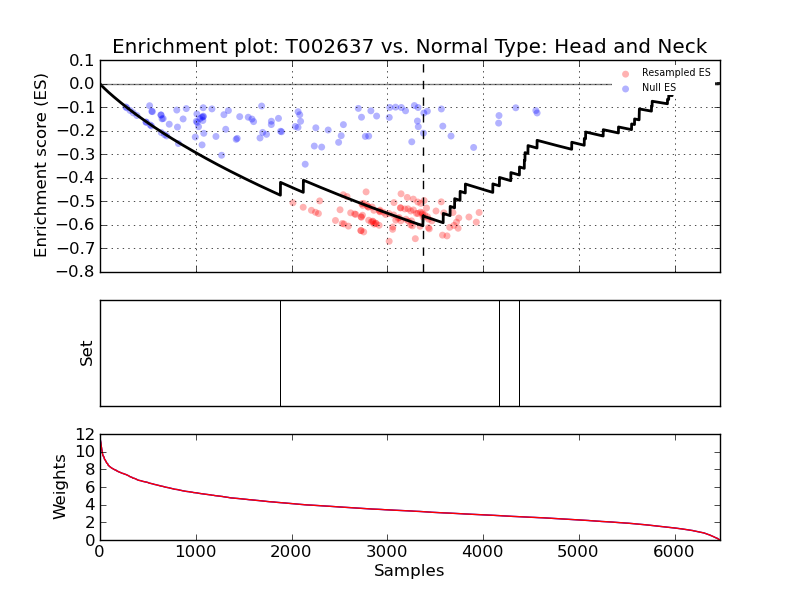 Enrichment plot: T002637 vs. Normal Type: Head and Neck
Enrichment score (ES)
0.1
0.0
−0.1
−0.2
−0.3
−0.4
−0.5
−0.6
−0.7
−0.8
Resampled ES
Null ES
Set
Weights
12
10
8
6
4
2
0
0 1000 2000 3000 4000 5000 6000
Samples